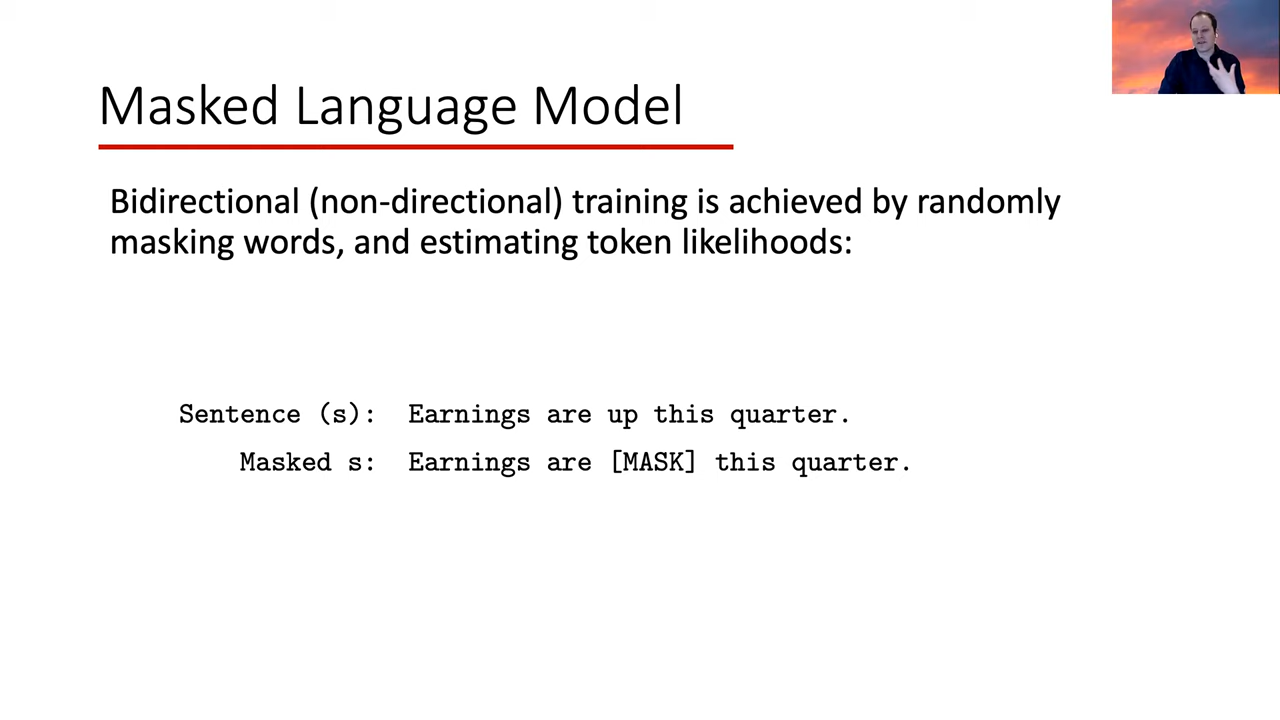 Masked Language Model
Bidirectional (non-directional) training is achieved by randomly
masking words, and estimating token likelihoods:
Sentence (s): Earnings are up this quarter.
Masked s: Earnings are [MASK] this quarter.